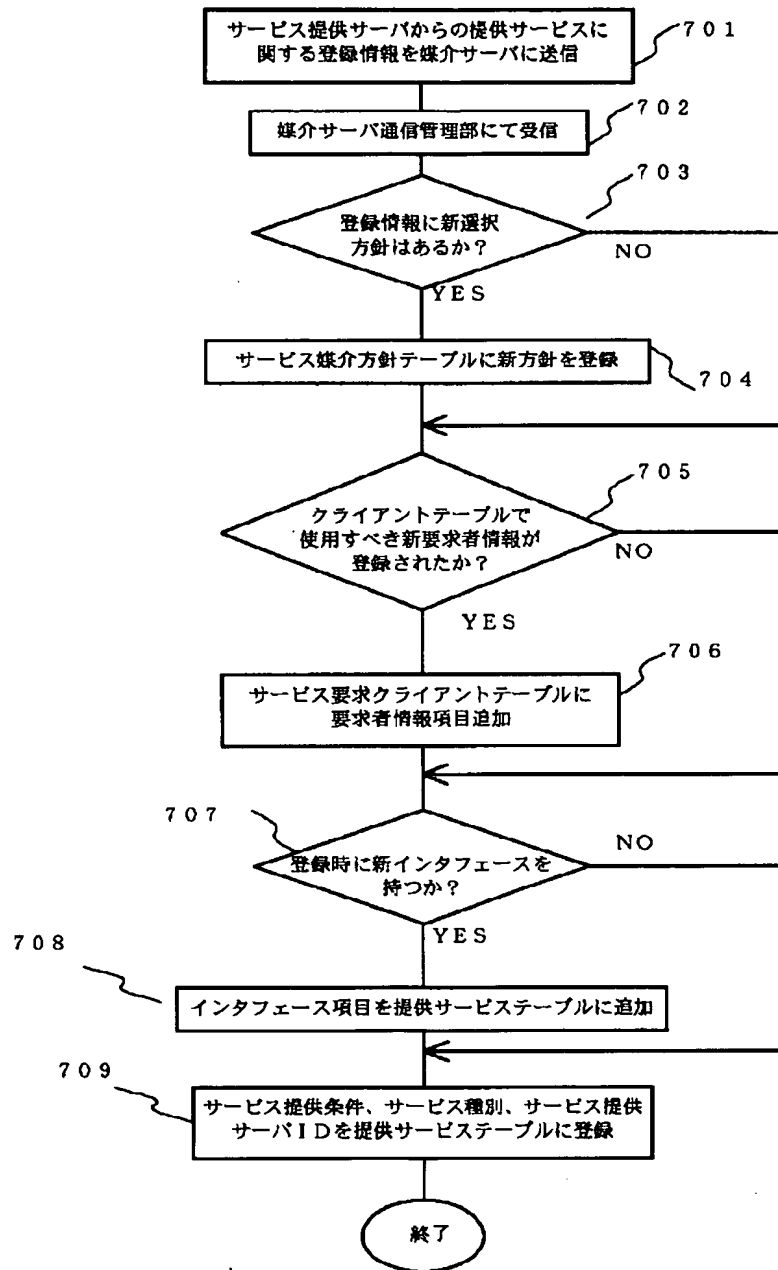 サービス提供サーバからの提供サービスに
関する登録情報を媒介サーバに送信
701
媒介サーバ通信管理部にて受信
702
703
登録情報に新選択
方針はあるか?
NO
YES
サービス媒介方針テーブルに新方針を登録
704
705
クライアントテーブルで
使用すべき新要求者情報が
登録されたか?
NO
YES
706
サービス要求クライアントテーブルに
要求者情報項目追加
707
登録時に新インタフェースを
持つか?
NO
YES
708
インタフェース項目を提供サービステーブルに追加
709
サービス提供条件、サービス種別、サービス提供
サーバIDを提供サービステーブルに登録
終了